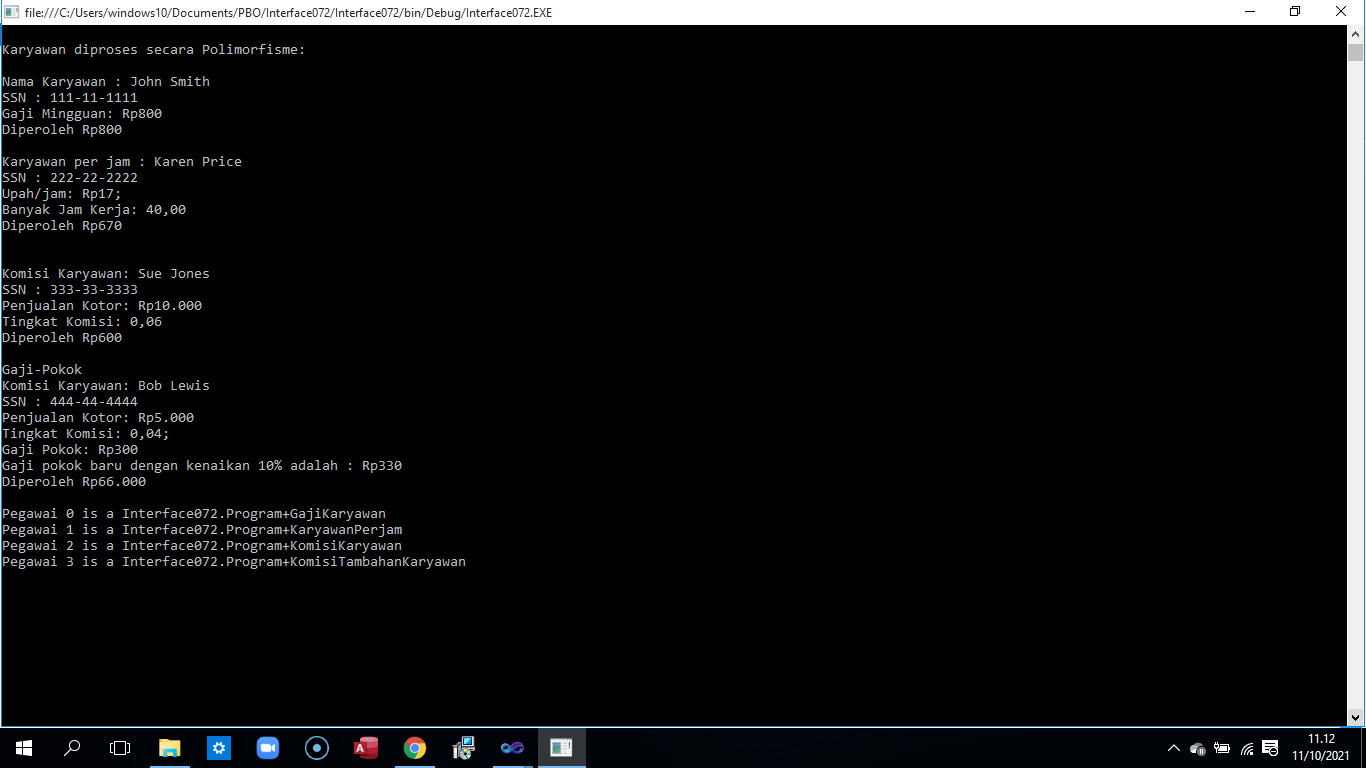 file:///C:/Users/windows10/Documents/PBO/Interface072/Interface072/bin/Debug/Interface072.EXE
Karyawan diproses secara Polimorfisme:
Nama Karyawan : John Smith
SSN : 111-11-1111
Gaji Mingguan: Rp800
Diperoleh Rp800
Karyawan per jam : Karen Price
SSN : 222-22-2222
Upah/jam: Rp17;
Banyak Jam Kerja: 40,00
Diperoleh Rp670
Komisi Karyawan: Sue Jones
SSN : 333-33-3333
Penjualan Kotor: Rp10.000
Tingkat Komisi: 0,06
Diperoleh Rp600
Gaji-Pokok
Komisi Karyawan: Bob Lewis
SSN : 444-44-4444
Penjualan Kotor: Rp5.000
Tingkat Komisi: 0,04;
Gaji Pokok: Rp300
Gaji pokok baru dengan kenaikan 10% adalah : Rp330
Diperoleh Rp66.000
Pegawai 0 is a Interface072.Program+GajiKaryawan
Pegawai 1 is a Interface072.Program+KaryawanPerjam
Pegawai 2 is a Interface072.Program+KomisiKaryawan
Pegawai 3 is a Interface072.Program+KomisiTambahanKaryawan
A
11.12
11/10/2021